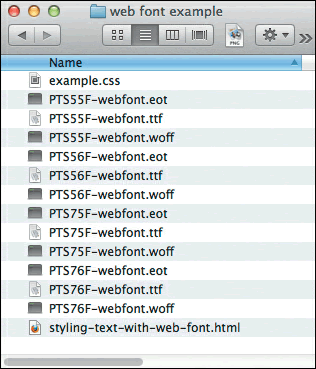 web font example
PNG
Name
example.css
PTS55F-webfont.eot
PTS55F-webfont.ttf
PTS55F-webfont.woff
PTS56F-webfont.eot
PTS56F-webfont.ttf
PTS56F-webfont.woff
PTS75F-webfont.eot
PTS75F-webfont.ttf
PTS75F-webfont.woff
PTS76F-webfont.eot
PTS76F-webfont.ttf
PTS76F-webfont.woff
styling-text-with-web-font.html